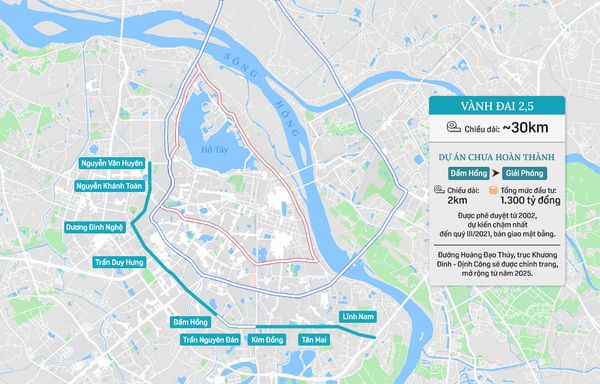 SÔNG HỒNG
Hồ Tây
Nguyễn Văn Huyên
Nguyễn Khánh Toàn
Dương Đình Nghệ
Trần Duy Hưng
Đầm Hồng
Trần Nguyên Đán
Kim Đồng
Tân Mai
Lĩnh Nam
VÀNH ĐAI 2,5
Chiều dài: ~30km
DỰ ÁN CHƯA HOÀN THÀNH
Đầm Hồng Giải Phóng
Chiều dài: Tổng mức đầu tư:
2km 1.300 tỷ đồng
Được phê duyệt từ 2002,
dự kiến chậm nhất
đến quý III/2021, bàn giao mặt bằng.
Đường Hoàng Đạo Thúy, trục Khương
Đình - Định Công sẽ được chỉnh trang,
mở rộng từ năm 2025.